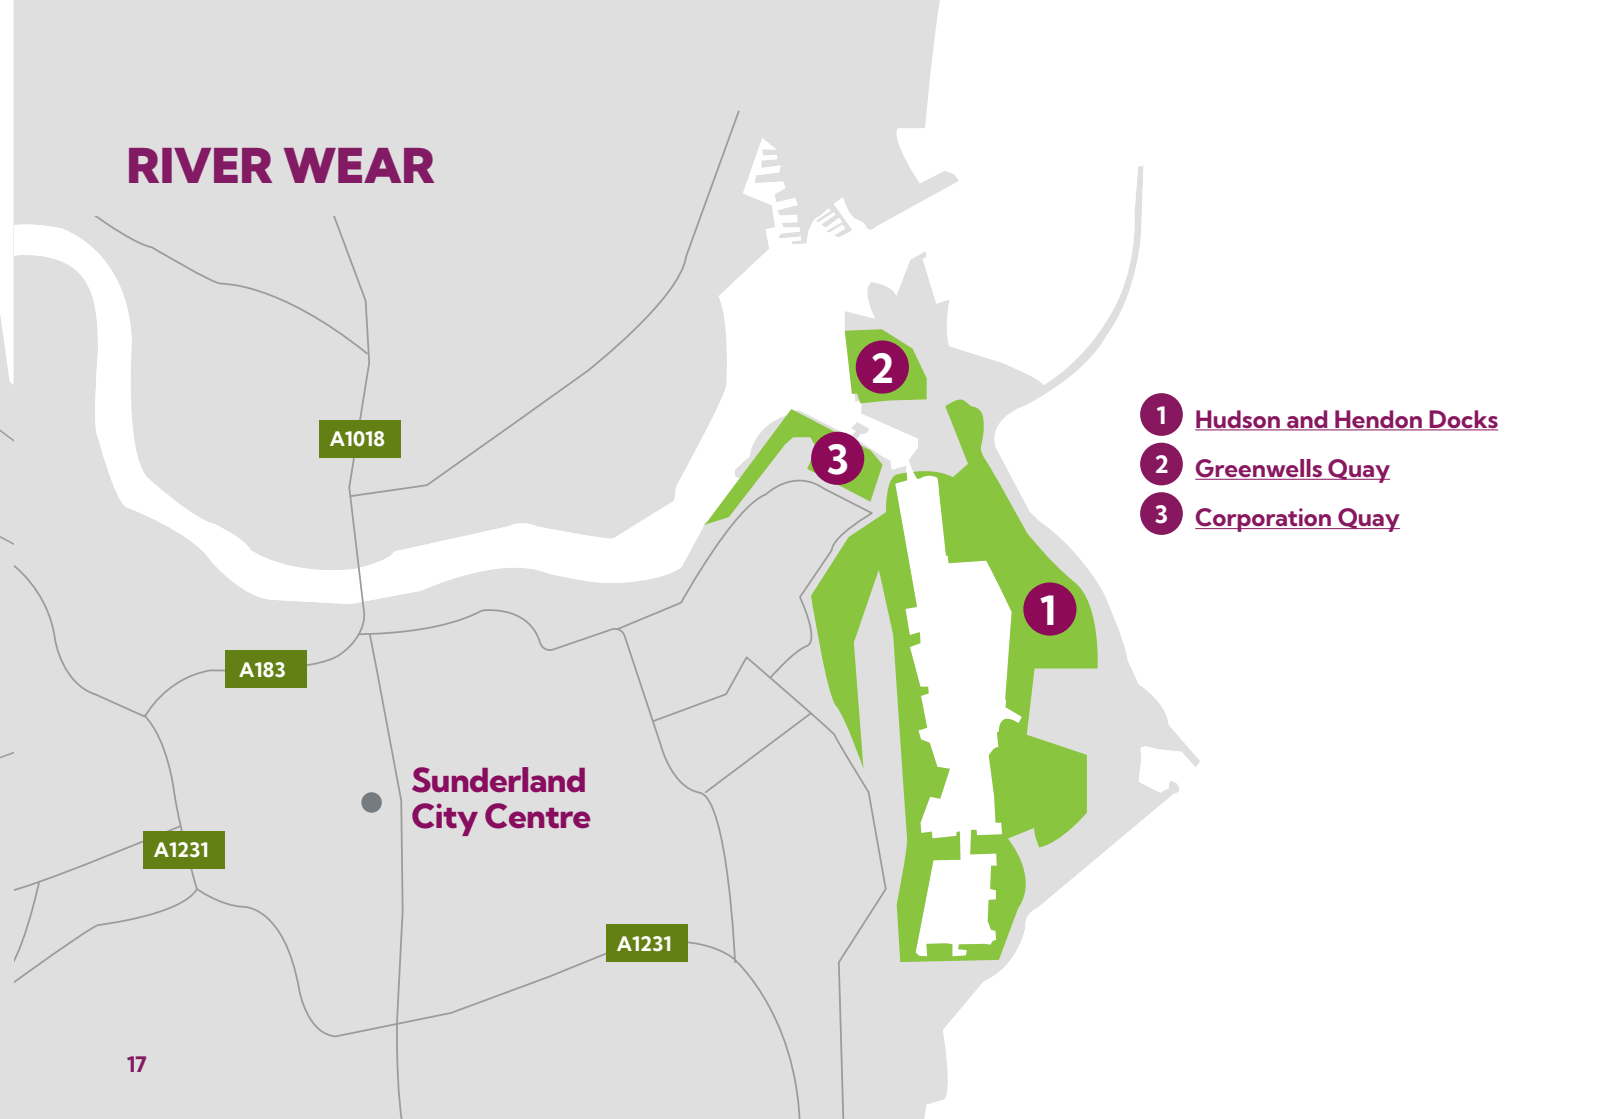 RIVER WEAR
2
A1018
3
1 Hudson and Hendon Docks
2 Greenwells Quay
3 Corporation Quay
1
A183
Sunderland
City Centre
A1231
A1231
17